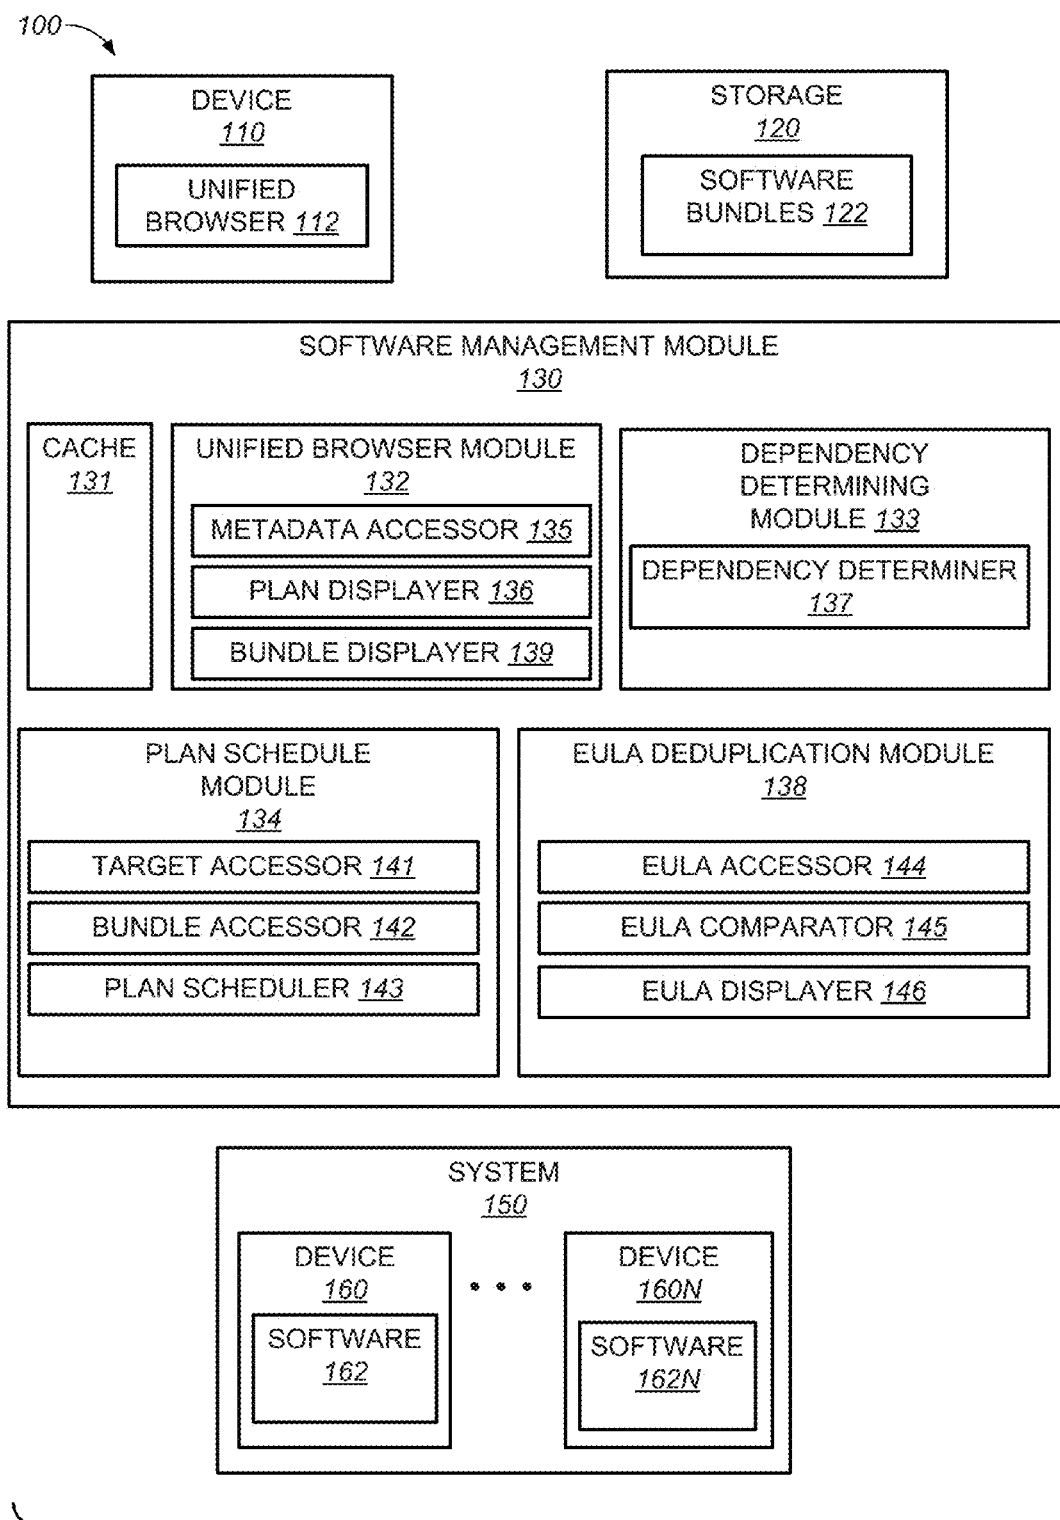 100
DEVICE
110
UNIFIED
BROWSER 112
STORAGE
120
SOFTWARE
BUNDLES 122
SOFTWARE MANAGEMENT MODULE
130
CACHE
131
UNIFIED BROWSER MODULE
132
METADATA ACCESSOR 135
PLAN DISPLAYER 136
BUNDLE DISPLAYER 139
DEPENDENCY
DETERMINING
MODULE 133
DEPENDENCY DETERMINER
137
PLAN SCHEDULE
MODULE
134
TARGET ACCESSOR 141
BUNDLE ACCESSOR 142
PLAN SCHEDULER 143
EULA DEDUPLICATION MODULE
138
EULA ACCESSOR 144
EULA COMPARATOR 145
EULA DISPLAYER 146
SYSTEM
150
DEVICE
160
SOFTWARE
162
DEVICE
160N
SOFTWARE
162N